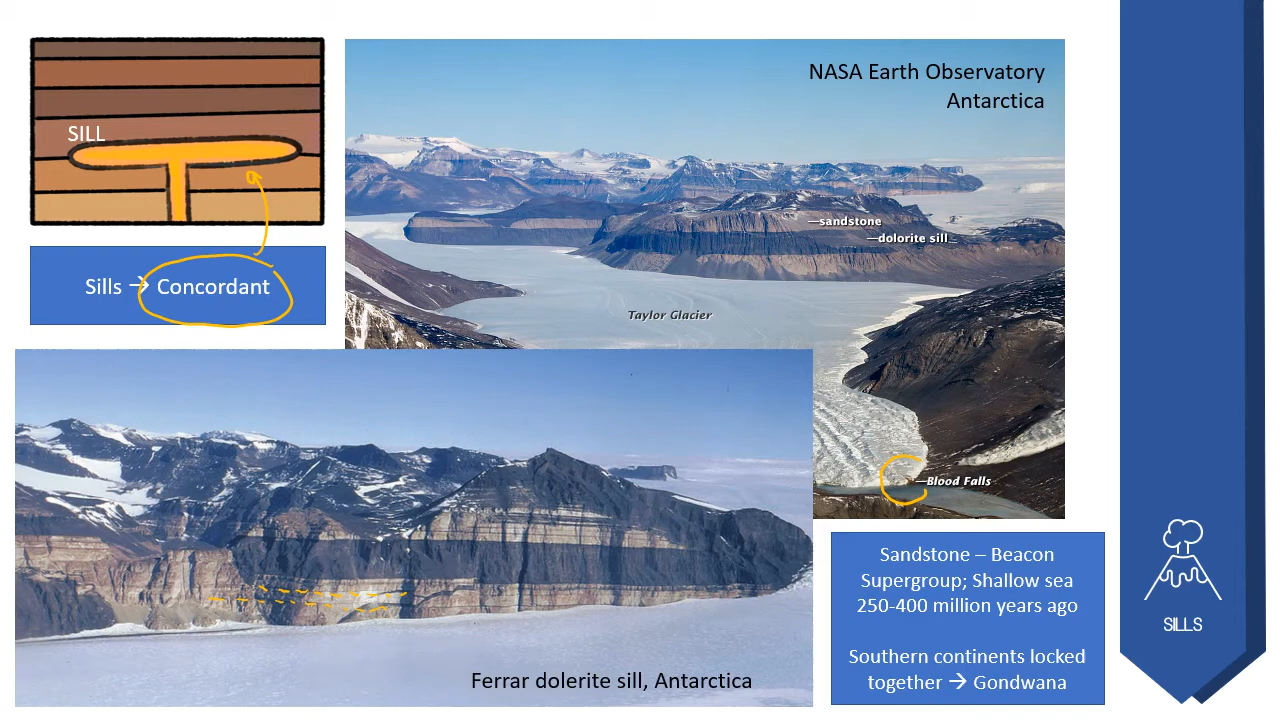 SILL
Sills → Concordant
NASA Earth Observatory
Antarctica
sandstone
dolorite sill
Taylor Glacier
Blood Falls
Ferrar dolerite sill, Antarctica
Sandstone – Beacon
Supergroup; Shallow sea
250-400 million years ago
Southern continents locked
together → Gondwana
SILLS